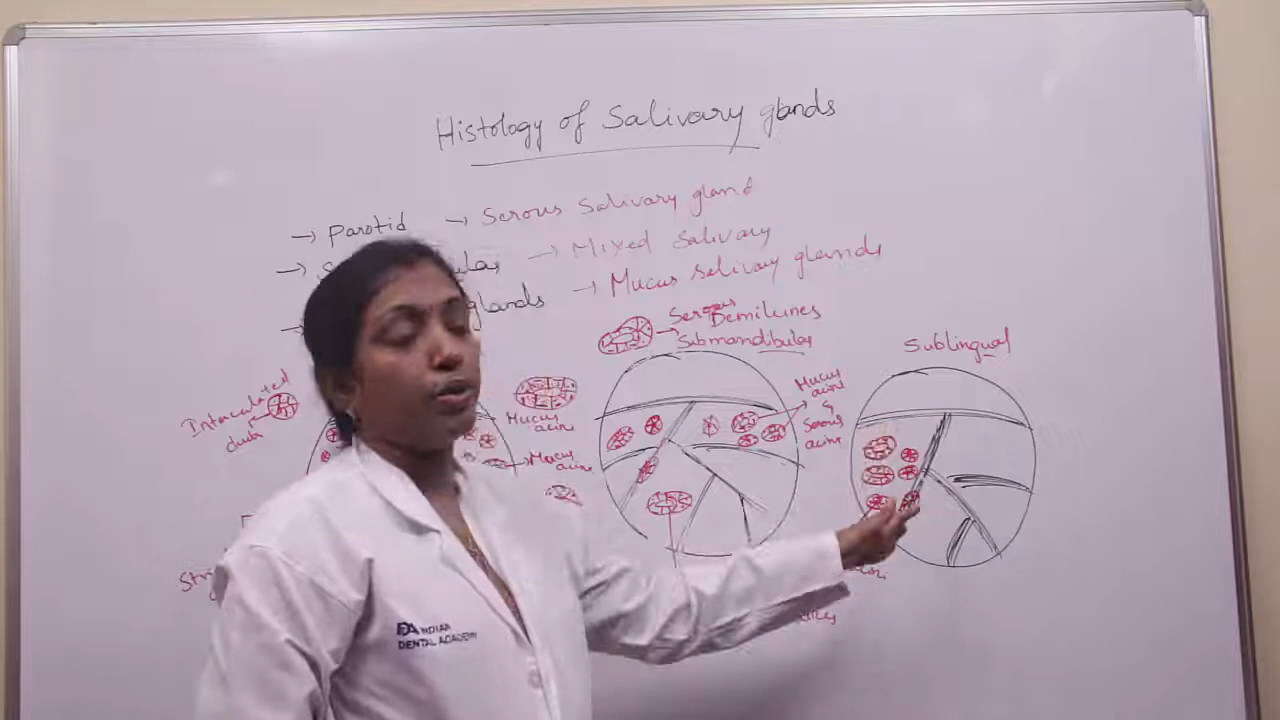 Histology of Salivary glands
→ Parotid → Serous Salivary gland
→ Mixed Salivary
glands → Mucus salivary glands
Serous
Demilunes
Submandibular
Sublingual
Mucus
acini
&
Serous
acini
Intercalated
duct
Mucus
acini
→ Mucus
acini
INDIAN
DENTAL ACADEMY